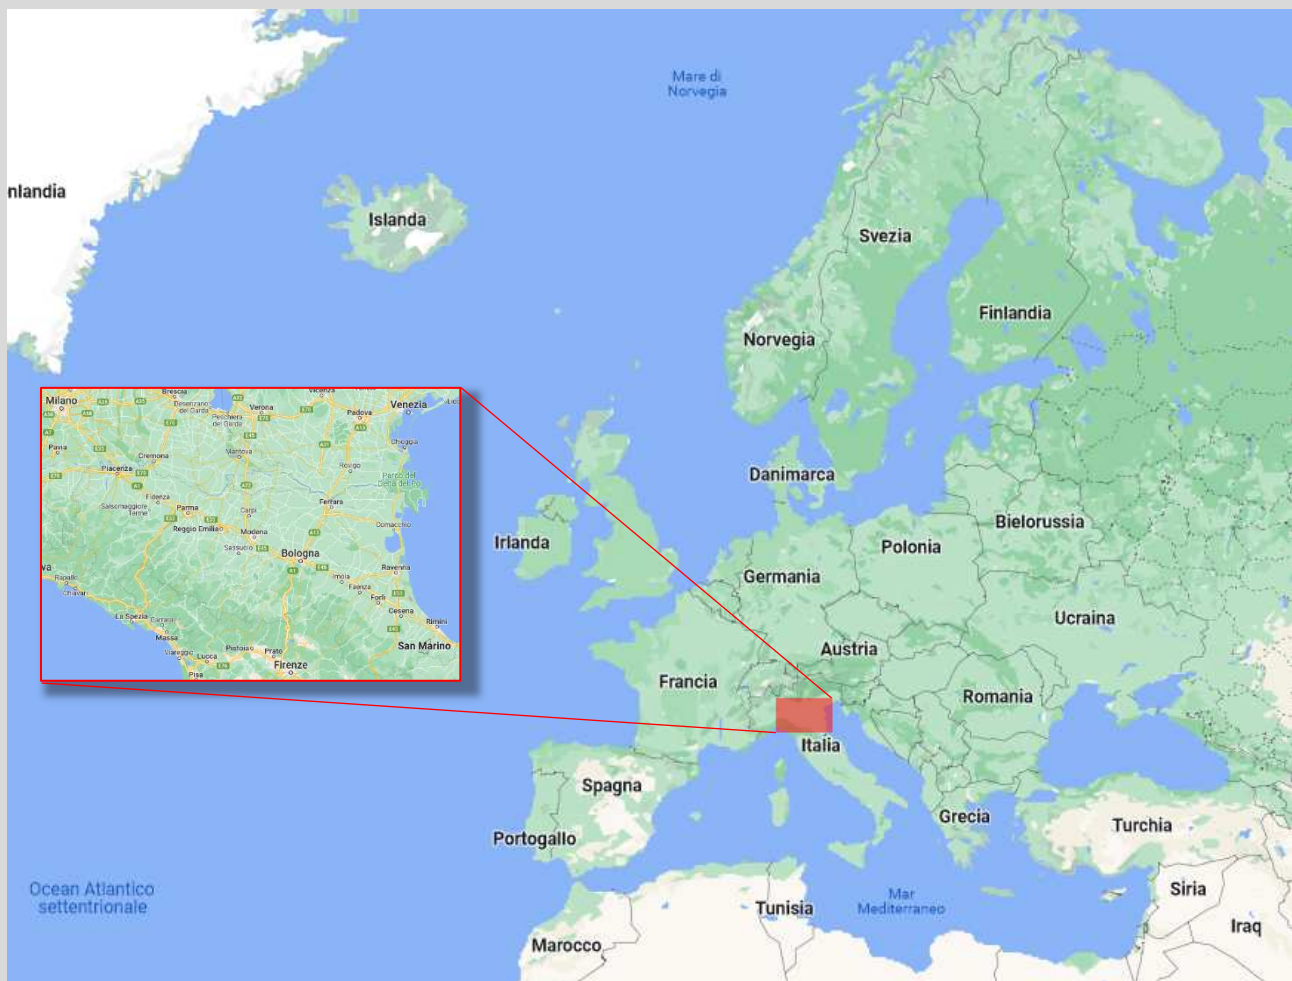 Mare di
Norvegia
nlandia
Islanda
Svezia
Finlandia
Norvegia
Danimarca
Bielorussia
Irlanda
Polonia
Germania
Ucraina
Austria
Francia
Romania
Italia
Spagna
Grecia
Portogallo
Turchia
Ocean Atlantico
settentrionale
Mar
Mediterraneo
Siria
Tunisia
Iraq
Marocco
Milano
Brescia
Desenzano
del Garda
Peschiera
del Garda
Verona
Vicenza
Padova
Venezia
Pavia
Cremona
Mantova
Chioggia
Piacenza
Rovigo
Parco del
Delta del Po
Fidenza
Salsomaggiore
Terme
Parma
Carpi
Ferrara
Reggio Emilia
Modena
Comacchio
Sassuolo
Bologna
va
Rapallo
Chiavari
Imola
Faenza
Ravenna
Forlì
Cesena
La Spezia
Carrara
Rimini
Massa
San Marino
Viareggio
Lucca
Pistoia
Prato
Firenze
Pisa